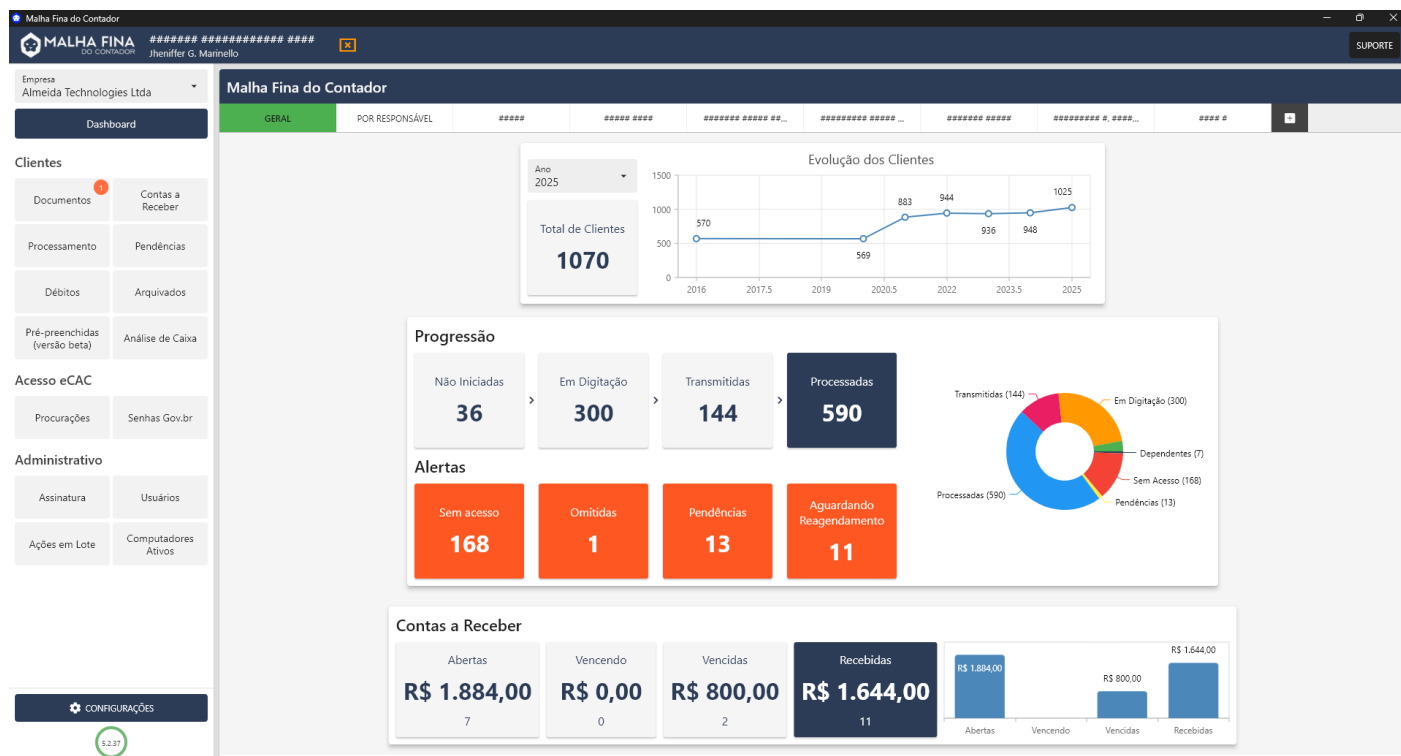 Malha Fina do Contador
MALHA FINA
DO CONTADOR
####### ############ ####
Jheniffer G. Marinello
SUPORTE
Empresa
Almeida Technologies Ltda
Dashboard
Clientes
Documentos
1
Contas a
Receber
Processamento
Pendências
Débitos
Arquivados
Pré-preenchidas
(versão beta)
Análise de Caixa
Acesso eCAC
Procurações
Senhas Gov.br
Administrativo
Assinatura
Usuários
Ações em Lote
Computadores
Ativos
CONFIGURAÇÕES
5.2.37
Malha Fina do Contador
GERAL
POR RESPONSÁVEL
#####
##### ####
####### ##### ##...
######### ##### ...
####### #####
######### #. ####...
#### #
Ano
2025
Total de Clientes
1070
Evolução dos Clientes
1500
1000
500
0
570
569
883
944
936
948
1025
2016
2017.5
2019
2020.5
2022
2023.5
2025
Progressão
Não Iniciadas
36
Em Digitação
300
Transmitidas
144
Processadas
590
Alertas
Sem acesso
168
Omitidas
1
Pendências
13
Aguardando
Reagendamento
11
Transmitidas (144)
Em Digitação (300)
Dependentes (7)
Sem Acesso (168)
Pendências (13)
Processadas (590)
Contas a Receber
Abertas
R$ 1.884,00
7
Vencendo
R$ 0,00
0
Vencidas
R$ 800,00
2
Recebidas
R$ 1.644,00
11
R$ 1.884,00
R$ 800,00
R$ 1.644,00
Abertas
Vencendo
Vencidas
Recebidas